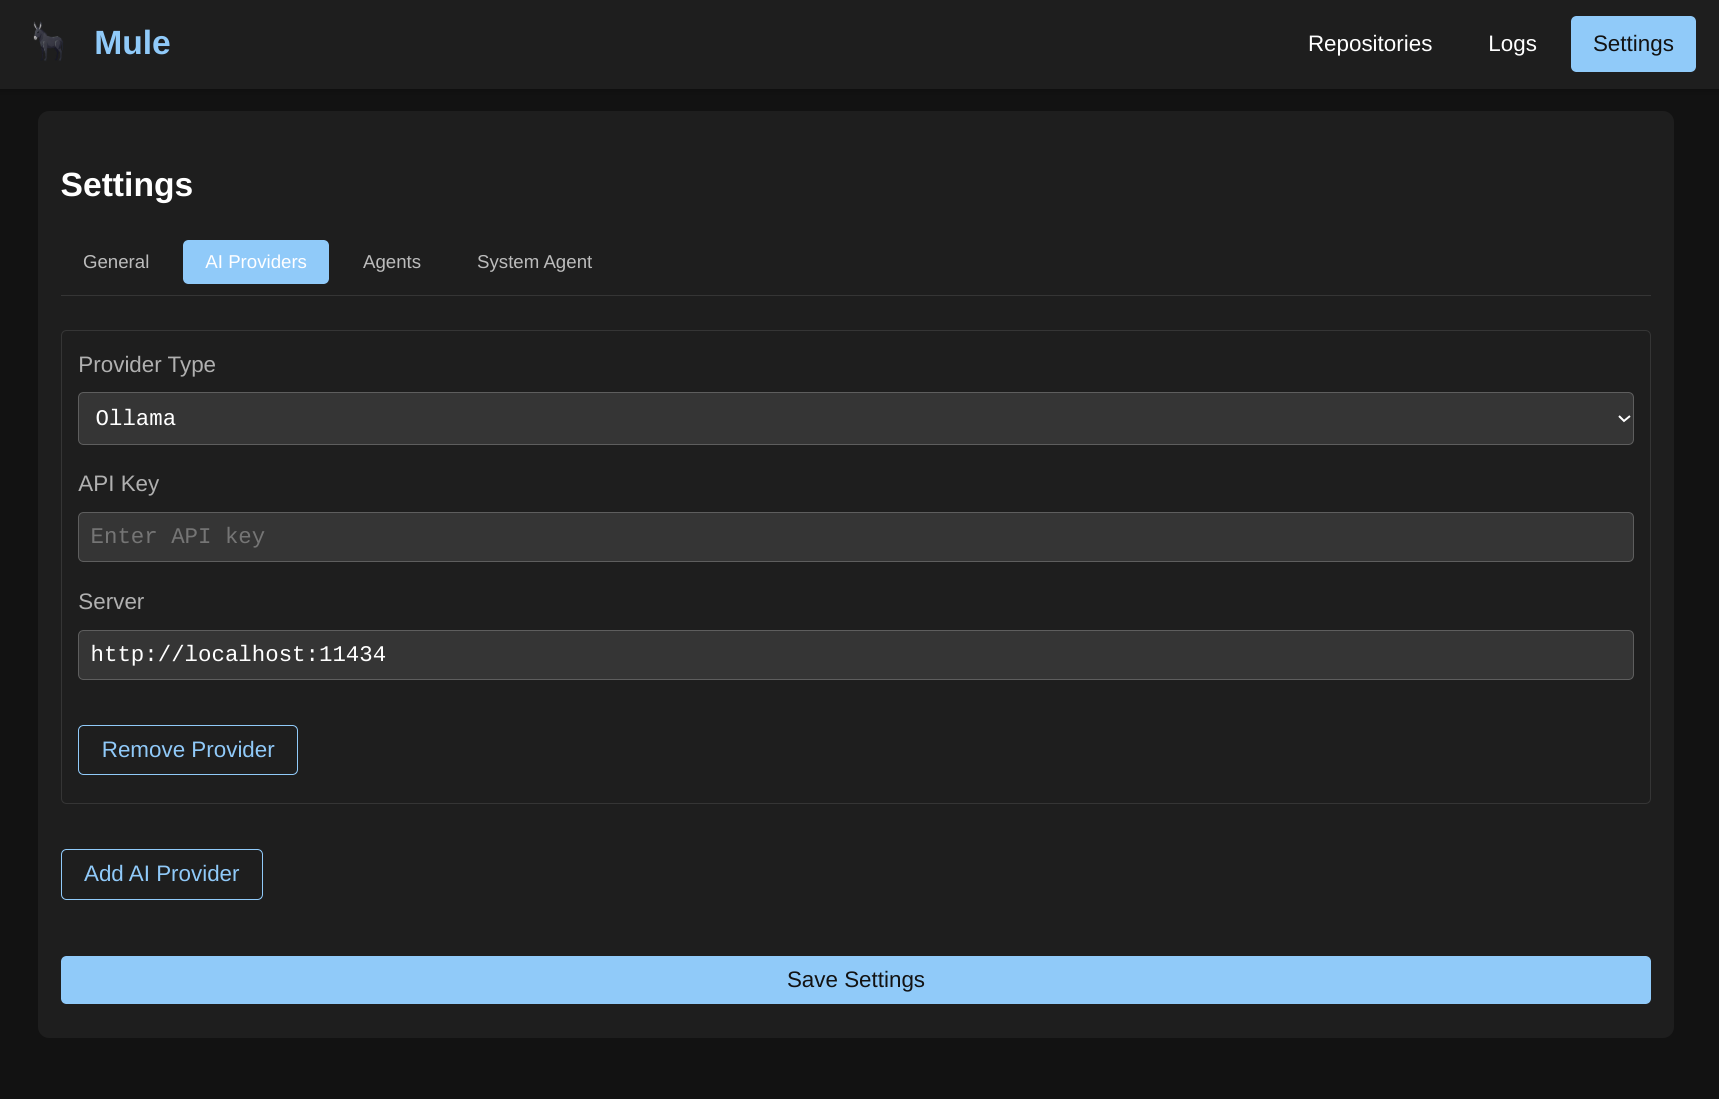 Mule
Repositories Logs Settings
Settings
General AI Providers Agents System Agent
Provider Type
Ollama
API Key
Enter API key
Server
http://localhost:11434
Remove Provider
Add AI Provider
Save Settings